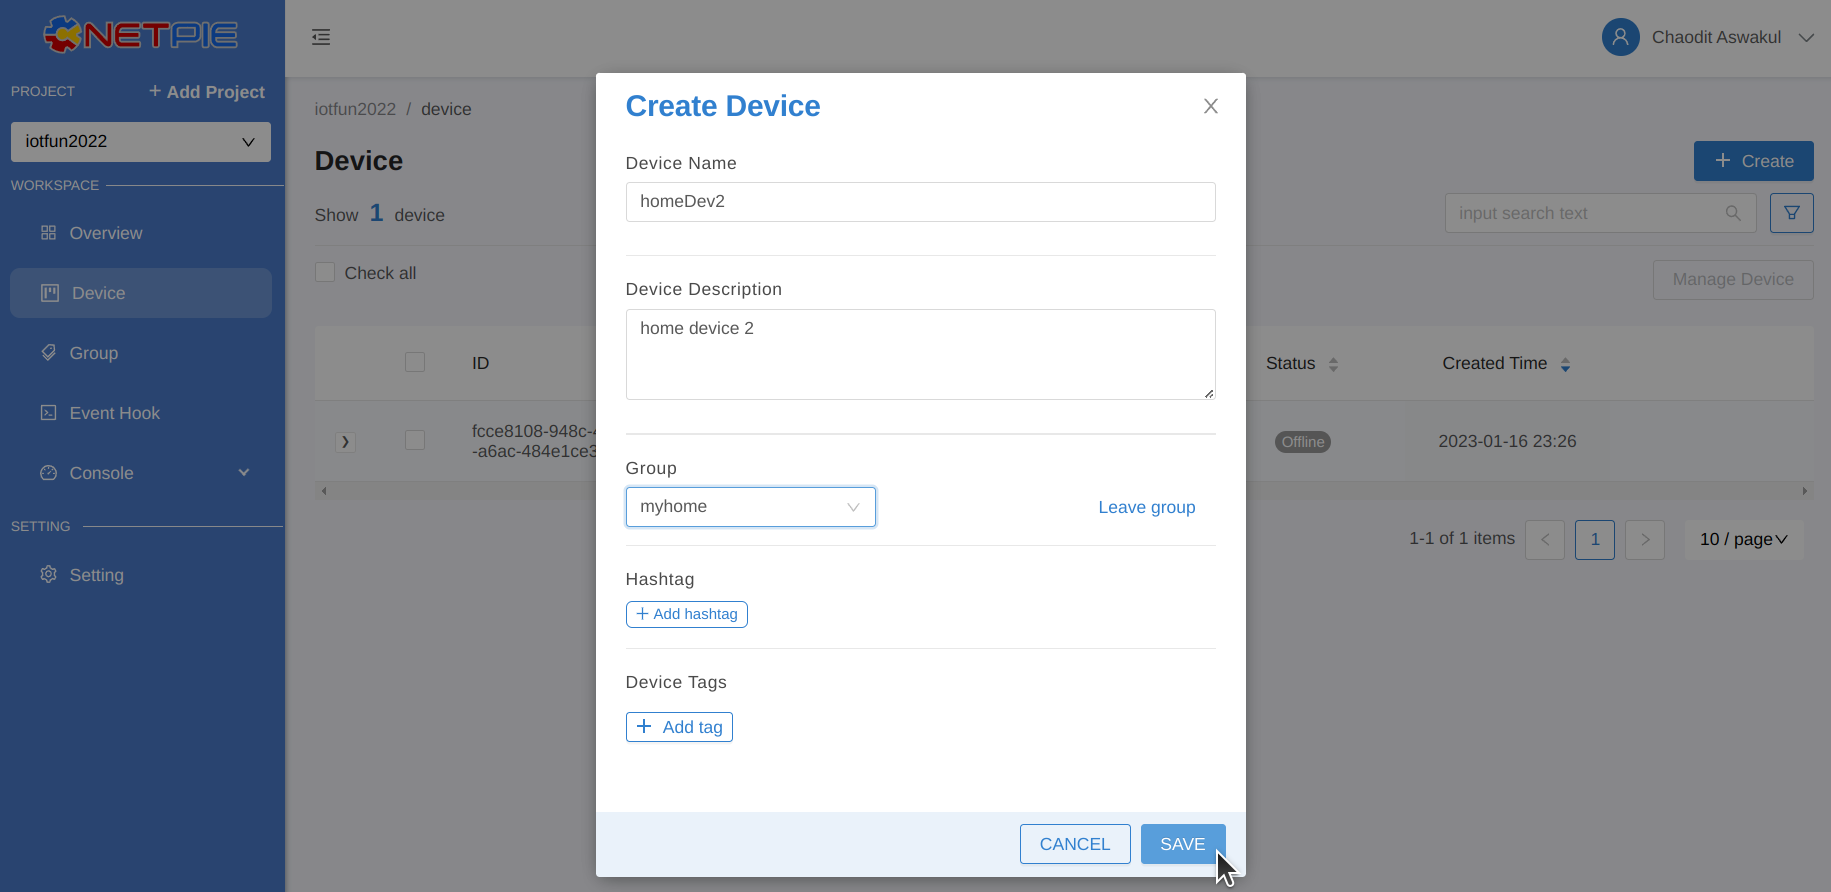 NETPIE
PROJECT
+ Add Project
iotfun2022
WORKSPACE
Overview
Device
Group
Event Hook
Console
SETTING
Setting
Chaodit Aswakul
iotfun2022 / device
Device
+ Create
Show 1 device
input search text
Check all
Manage Device
ID
Status
Created Time
fcce8108-948c-4
-a6ac-484e1ce3
Offline
2023-01-16 23:26
1-1 of 1 items
1
10 / page
Create Device
Device Name
homeDev2
Device Description
home device 2
Group
myhome
Leave group
Hashtag
+ Add hashtag
Device Tags
+ Add tag
CANCEL
SAVE